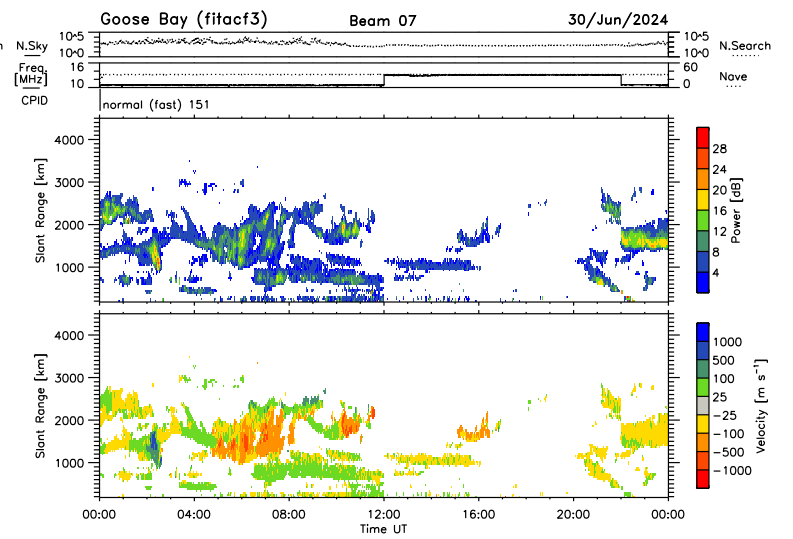 Goose Bay (fitacf3) Beam 07 30/Jun/2024
n N.Sky 10^5 10^0 10^5 10^0 N.Search
Freq. [MHz] 16 10 60 0 Nave
CPID normal (fast) 151
Slant Range [km] 4000 3000 2000 1000
28 24 20 16 12 8 4 Power [dB]
Slant Range [km] 4000 3000 2000 1000
1000 500 100 25 −25 −100 −500 −1000 Velocity [m s⁻¹]
00:00 04:00 08:00 12:00 16:00 20:00 00:00
Time UT